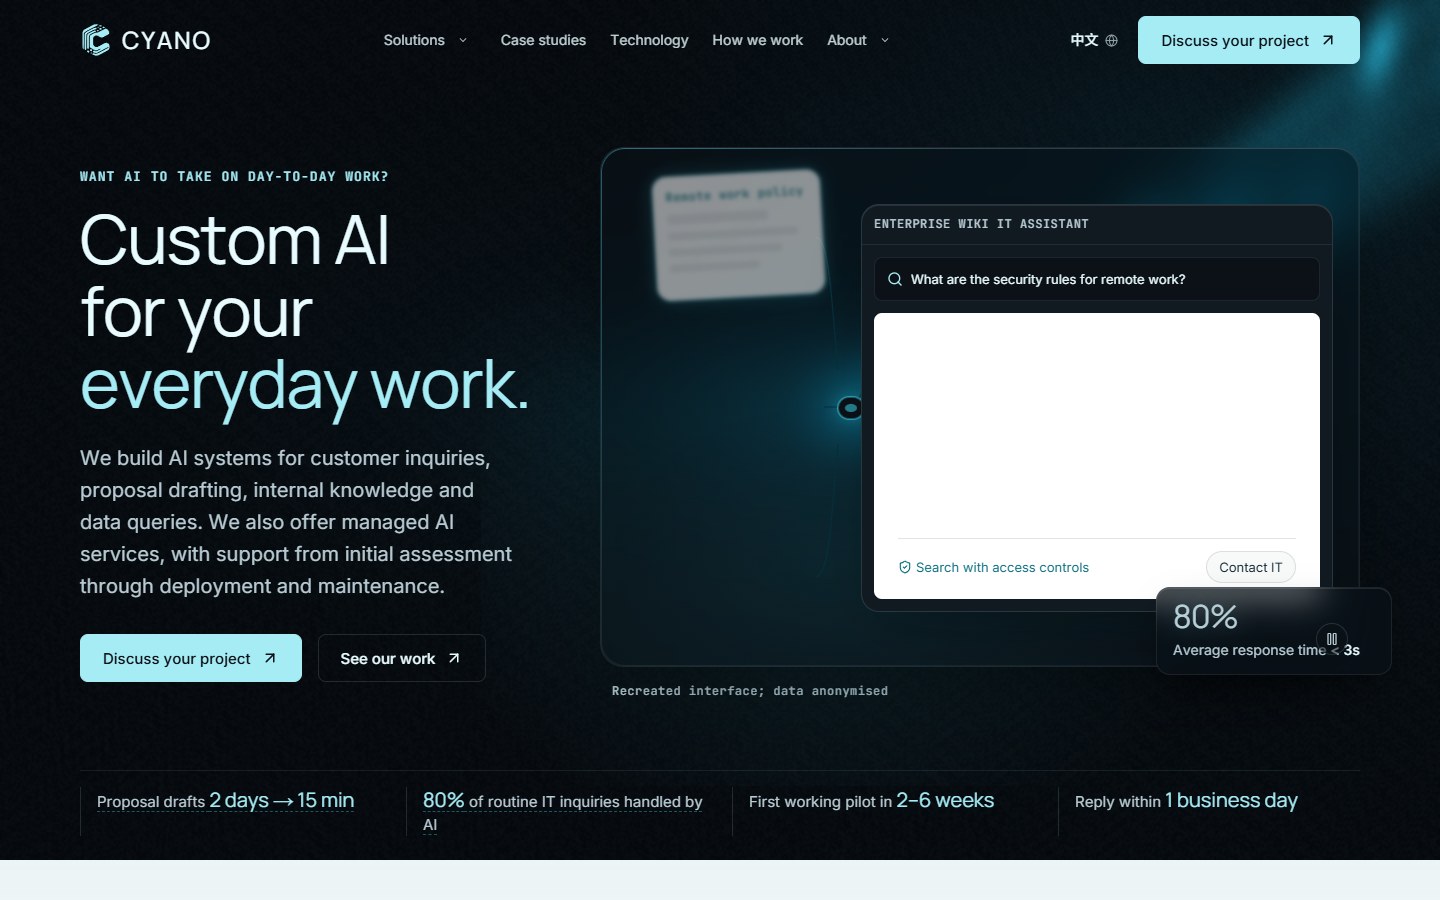 CYANO
Solutions
Case studies
Technology
How we work
About
中文
Discuss your project
WANT AI TO TAKE ON DAY-TO-DAY WORK?
Custom AI
for your
everyday work.
We build AI systems for customer inquiries,
proposal drafting, internal knowledge and
data queries. We also offer managed AI
services, with support from initial assessment
through deployment and maintenance.
Discuss your project
See our work
Remote work policy
ENTERPRISE WIKI IT ASSISTANT
What are the security rules for remote work?
Search with access controls
Contact IT
80%
Average response time < 3s
Recreated interface; data anonymised
Proposal drafts 2 days → 15 min
80% of routine IT inquiries handled by
AI
First working pilot in 2–6 weeks
Reply within 1 business day